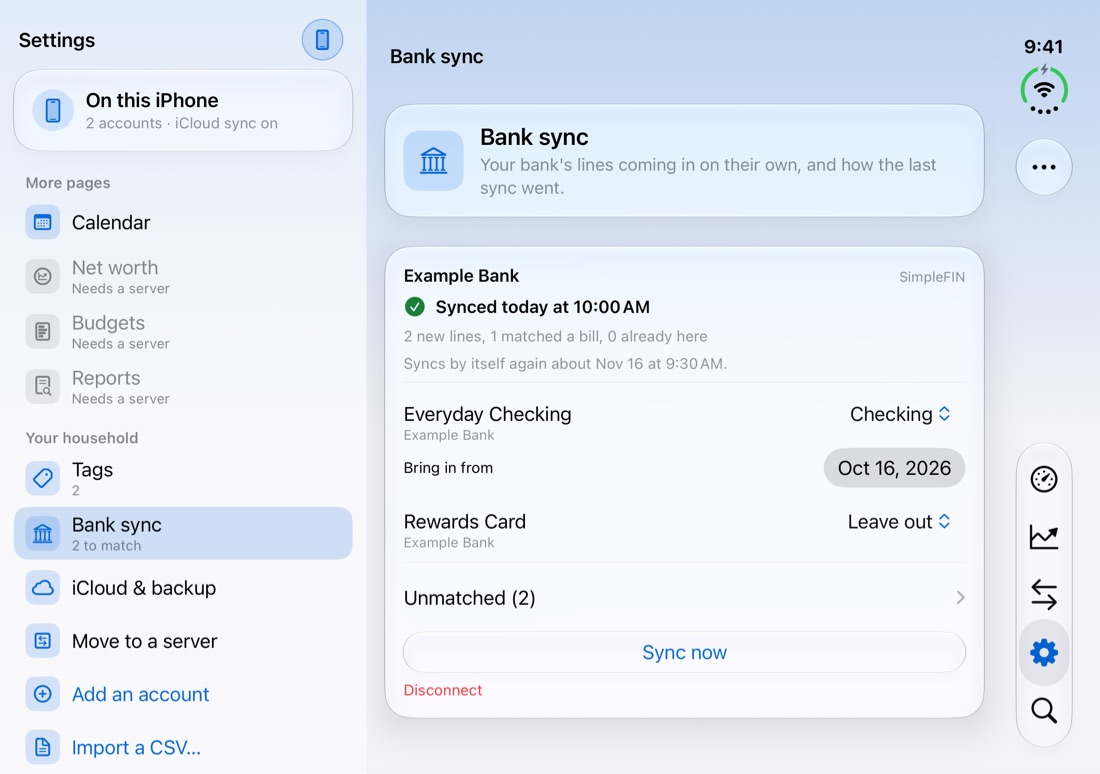 Settings
On this iPhone
2 accounts · iCloud sync on
More pages
Calendar
Net worth
Needs a server
Budgets
Needs a server
Reports
Needs a server
Your household
Tags
2
Bank sync
2 to match
iCloud & backup
Move to a server
Add an account
Import a CSV...
Bank sync
Bank sync
Your bank's lines coming in on their own, and how the last
sync went.
Example Bank
SimpleFIN
Synced today at 10:00 AM
2 new lines, 1 matched a bill, 0 already here
Syncs by itself again about Nov 16 at 9:30 AM.
Everyday Checking
Checking
Example Bank
Bring in from
Oct 16, 2026
Rewards Card
Leave out
Example Bank
Unmatched (2)
Sync now
Disconnect
9:41